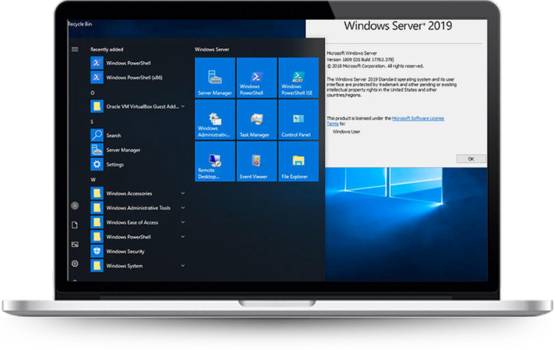 Recycle Bin
Recently added
Windows PowerShell
Windows PowerShell (x86)
O
Oracle VM VirtualBox Guest Add...
S
Search
Server Manager
Settings
W
Windows Accessories
Windows Administrative Tools
Windows Ease of Access
Windows PowerShell
Windows Security
Windows System
Windows Server
Server Manager
Windows PowerShell
Windows PowerShell ISE
Windows Administrativ...
Task Manager
Control Panel
Remote Desktop...
Event Viewer
File Explorer
Windows Server® 2019
Microsoft Windows Server
Version 1809 (OS Build 17763.379)
© 2018 Microsoft Corporation. All rights reserved.
The Windows Server 2019 Standard operating system and its user
interface are protected by trademark and other pending or existing
intellectual property rights in the United States and other
countries/regions.
This product is licensed under the Microsoft Software License
Terms to:
Windows User
OK